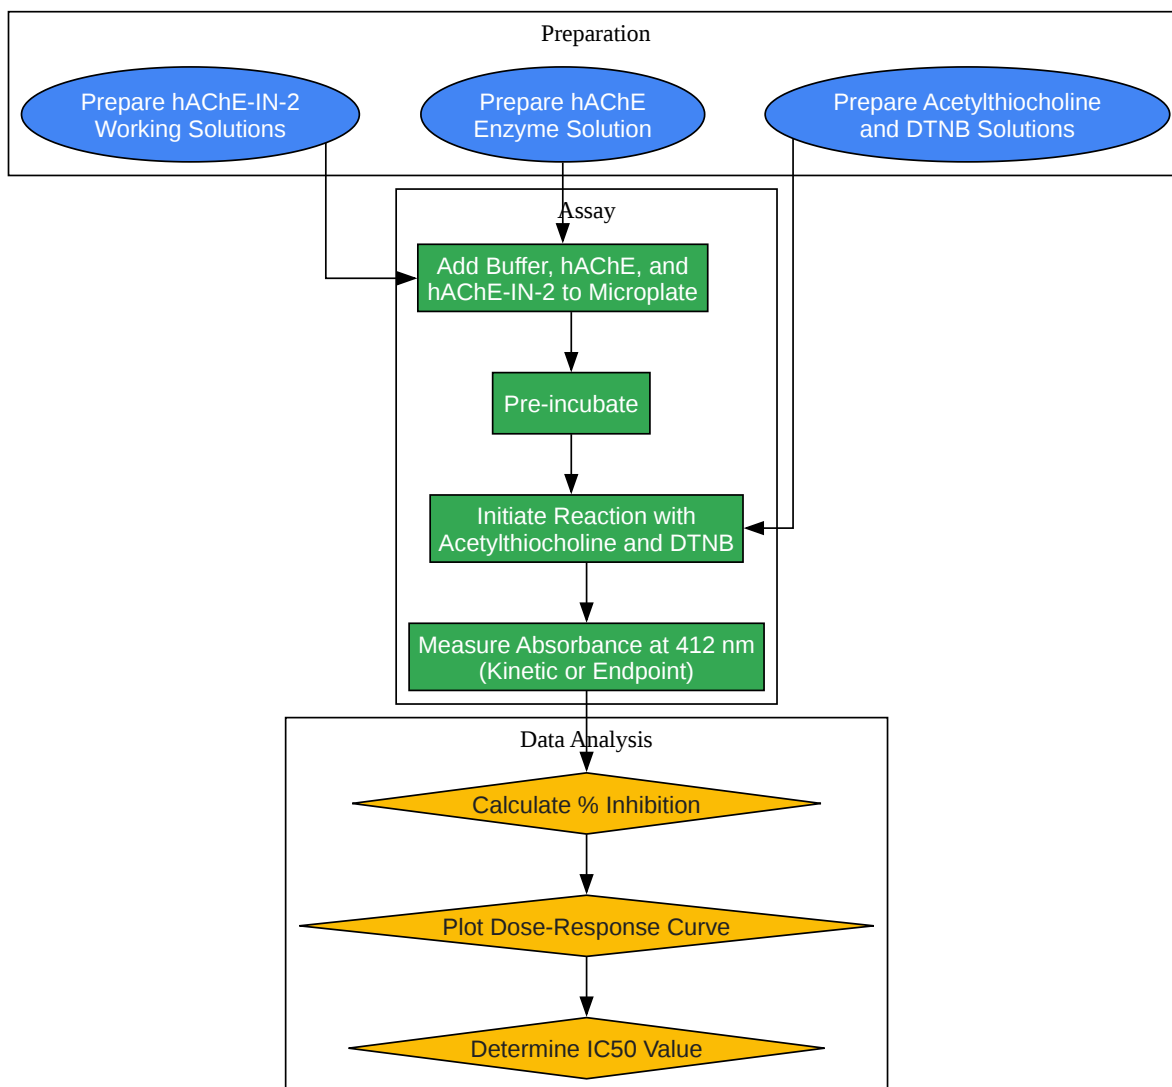 Preparation
Prepare hAChE-IN-2
Working Solutions
Prepare hAChE
Enzyme Solution
Prepare Acetylthiocholine
and DTNB Solutions
Assay
Add Buffer, hAChE, and
hAChE-IN-2 to Microplate
Pre-incubate
Initiate Reaction with
Acetylthiocholine and DTNB
Measure Absorbance at 412 nm
(Kinetic or Endpoint)
Data Analysis
Calculate % Inhibition
Plot Dose-Response Curve
Determine IC50 Value